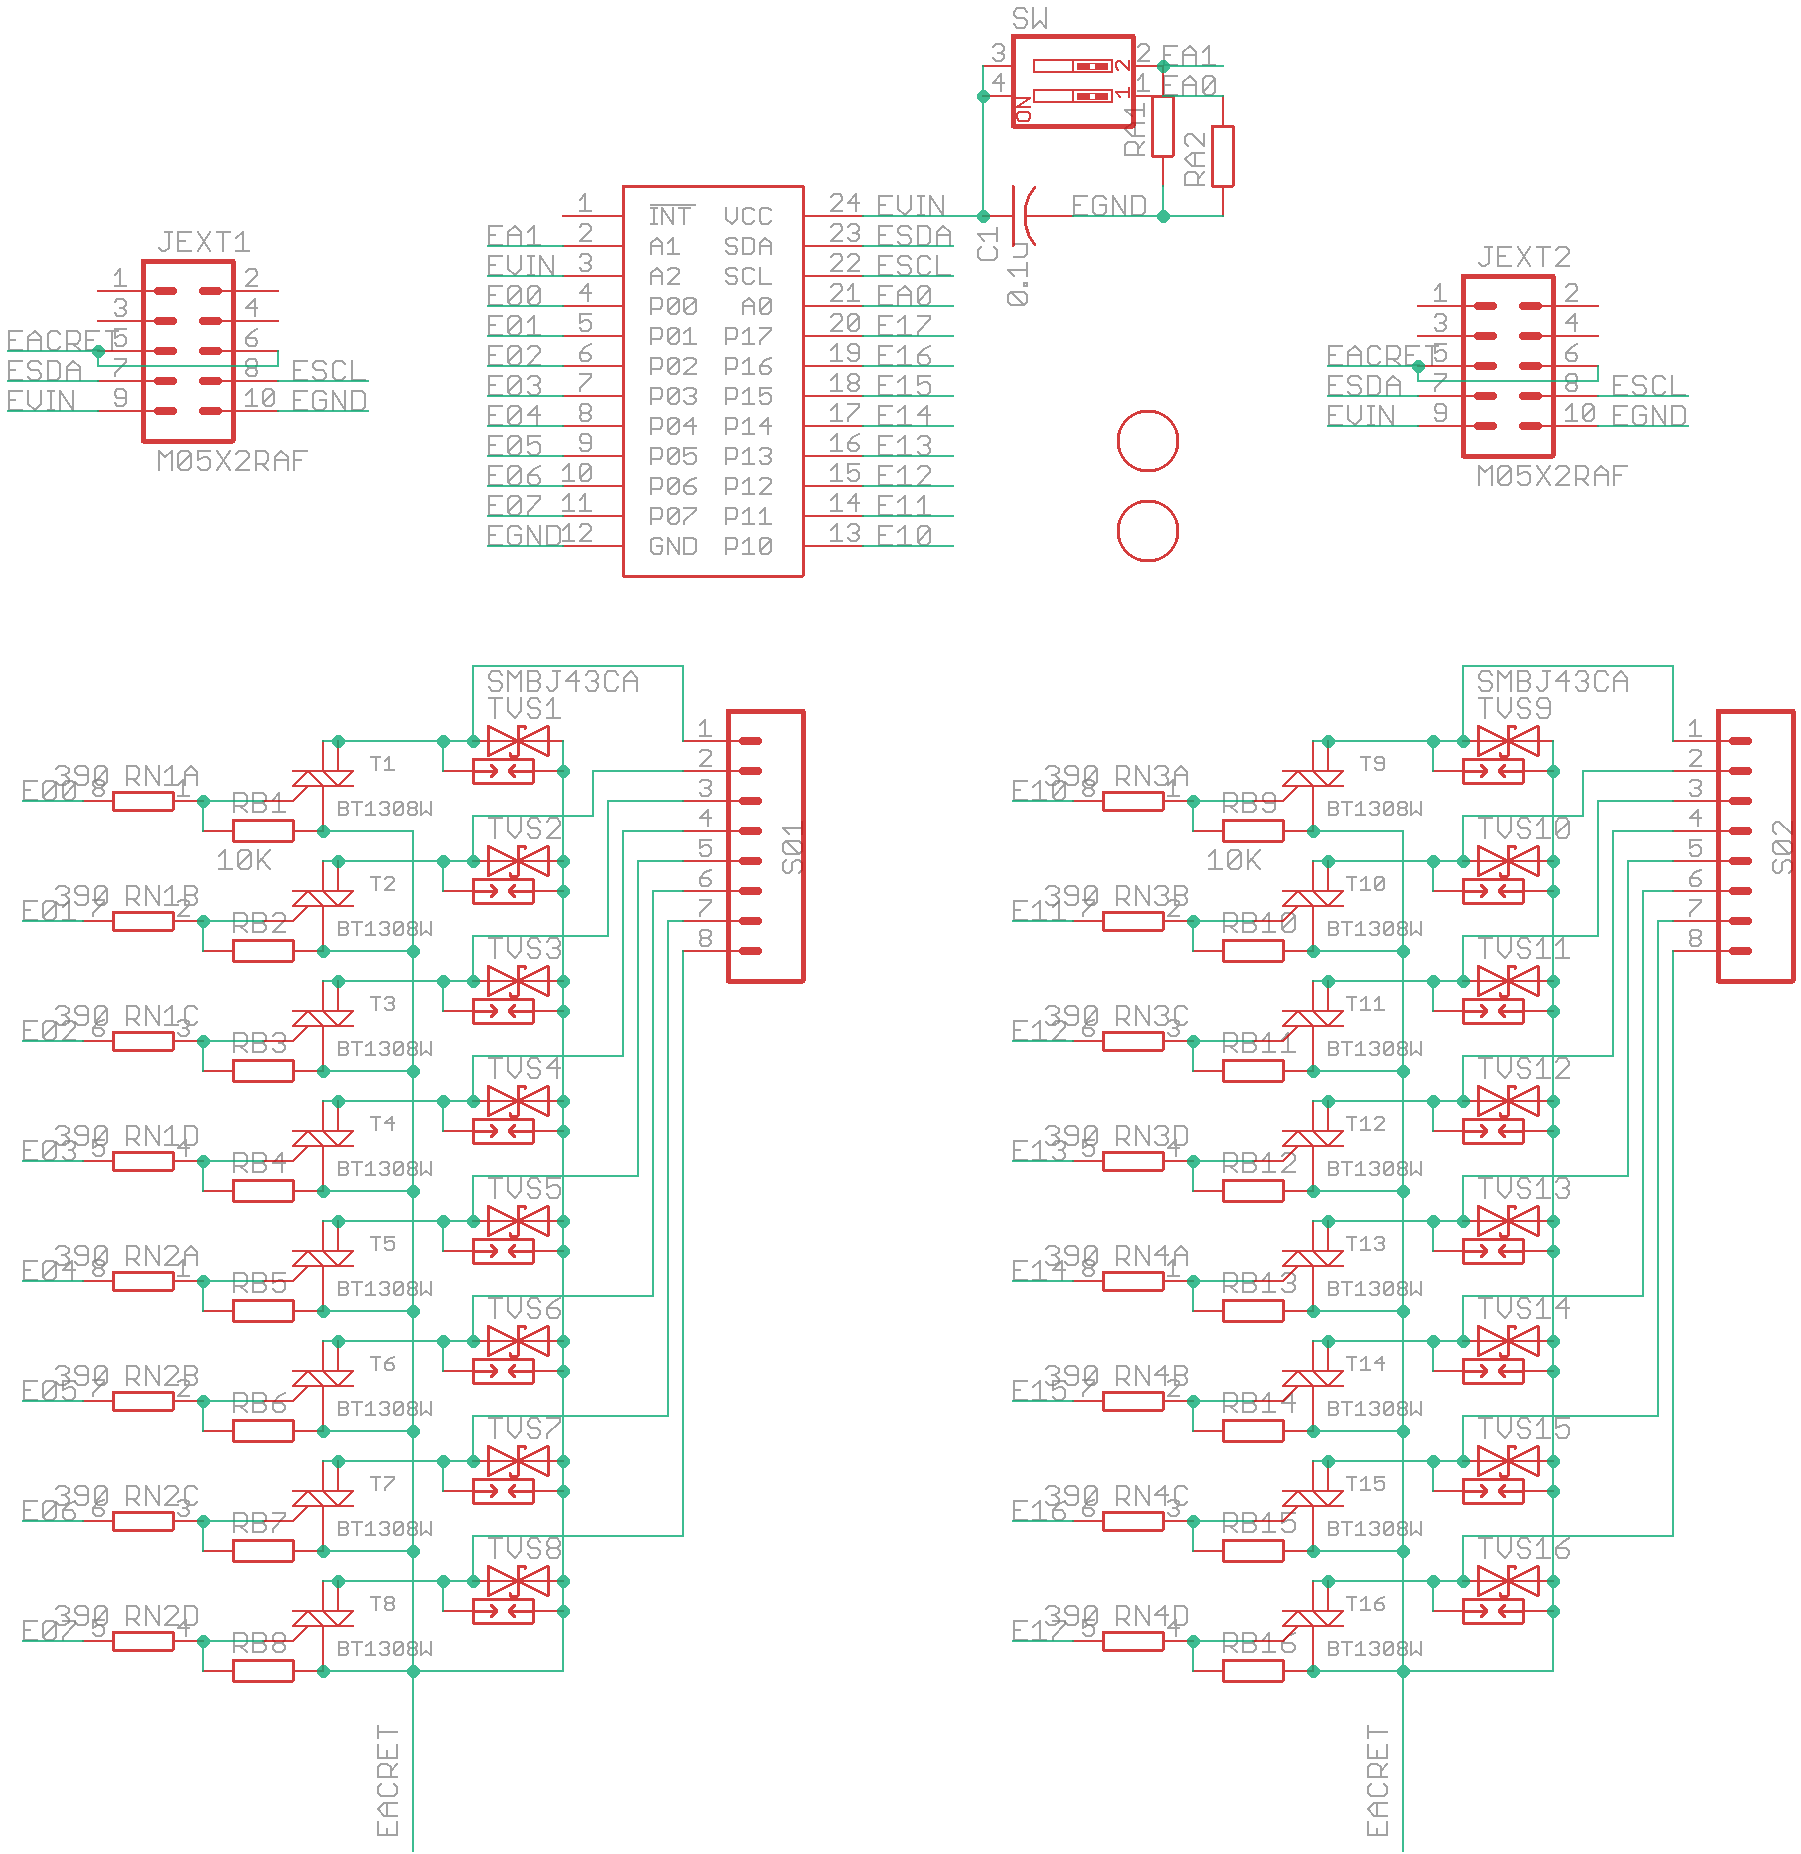 SW
3 2 EA1
4 1 EA0
ON 1 2
RA1
RA2
1 INT VCC 24 EVIN
EGND
EA1 2 A1 SDA 23 ESDA
EVIN 3 A2 SCL 22 ESCL
E00 4 P00 A0 21 EA0
E01 5 P01 P17 20 E17
E02 6 P02 P16 19 E16
E03 7 P03 P15 18 E15
E04 8 P04 P14 17 E14
E05 9 P05 P13 16 E13
E06 10 P06 P12 15 E12
E07 11 P07 P11 14 E11
EGND 12 GND P10 13 E10
C1
0.1u
JEXT1
1 2
3 4
EACRET 5 6
ESDA 7 8 ESCL
EVIN 9 10 EGND
M05X2RAF
JEXT2
1 2
3 4
EACRET 5 6
ESDA 7 8 ESCL
EVIN 9 10 EGND
M05X2RAF
SMBJ43CA
TVS1
T1
390 RN1A
E00 8 1
RB1
BT1308W
10K
TVS2
T2
390 RN1B
E01 7 2
RB2
BT1308W
TVS3
T3
390 RN1C
E02 6 3
RB3
BT1308W
TVS4
T4
390 RN1D
E03 5 4
RB4
BT1308W
TVS5
T5
390 RN2A
E04 8 1
RB5
BT1308W
TVS6
T6
390 RN2B
E05 7 2
RB6
BT1308W
TVS7
T7
390 RN2C
E06 6 3
RB7
BT1308W
TVS8
T8
390 RN2D
E07 5 4
RB8
BT1308W
EACRET
1
2
3
4
5
6
7
8
S01
SMBJ43CA
TVS9
T9
390 RN3A
E10 8 1
RB9
BT1308W
10K
TVS10
T10
390 RN3B
E11 7 2
RB10
BT1308W
TVS11
T11
390 RN3C
E12 6 3
RB11
BT1308W
TVS12
T12
390 RN3D
E13 5 4
RB12
BT1308W
TVS13
T13
390 RN4A
E14 8 1
RB13
BT1308W
TVS14
T14
390 RN4B
E15 7 2
RB14
BT1308W
TVS15
T15
390 RN4C
E16 6 3
RB15
BT1308W
TVS16
T16
390 RN4D
E17 5 4
RB16
BT1308W
EACRET
1
2
3
4
5
6
7
8
S02